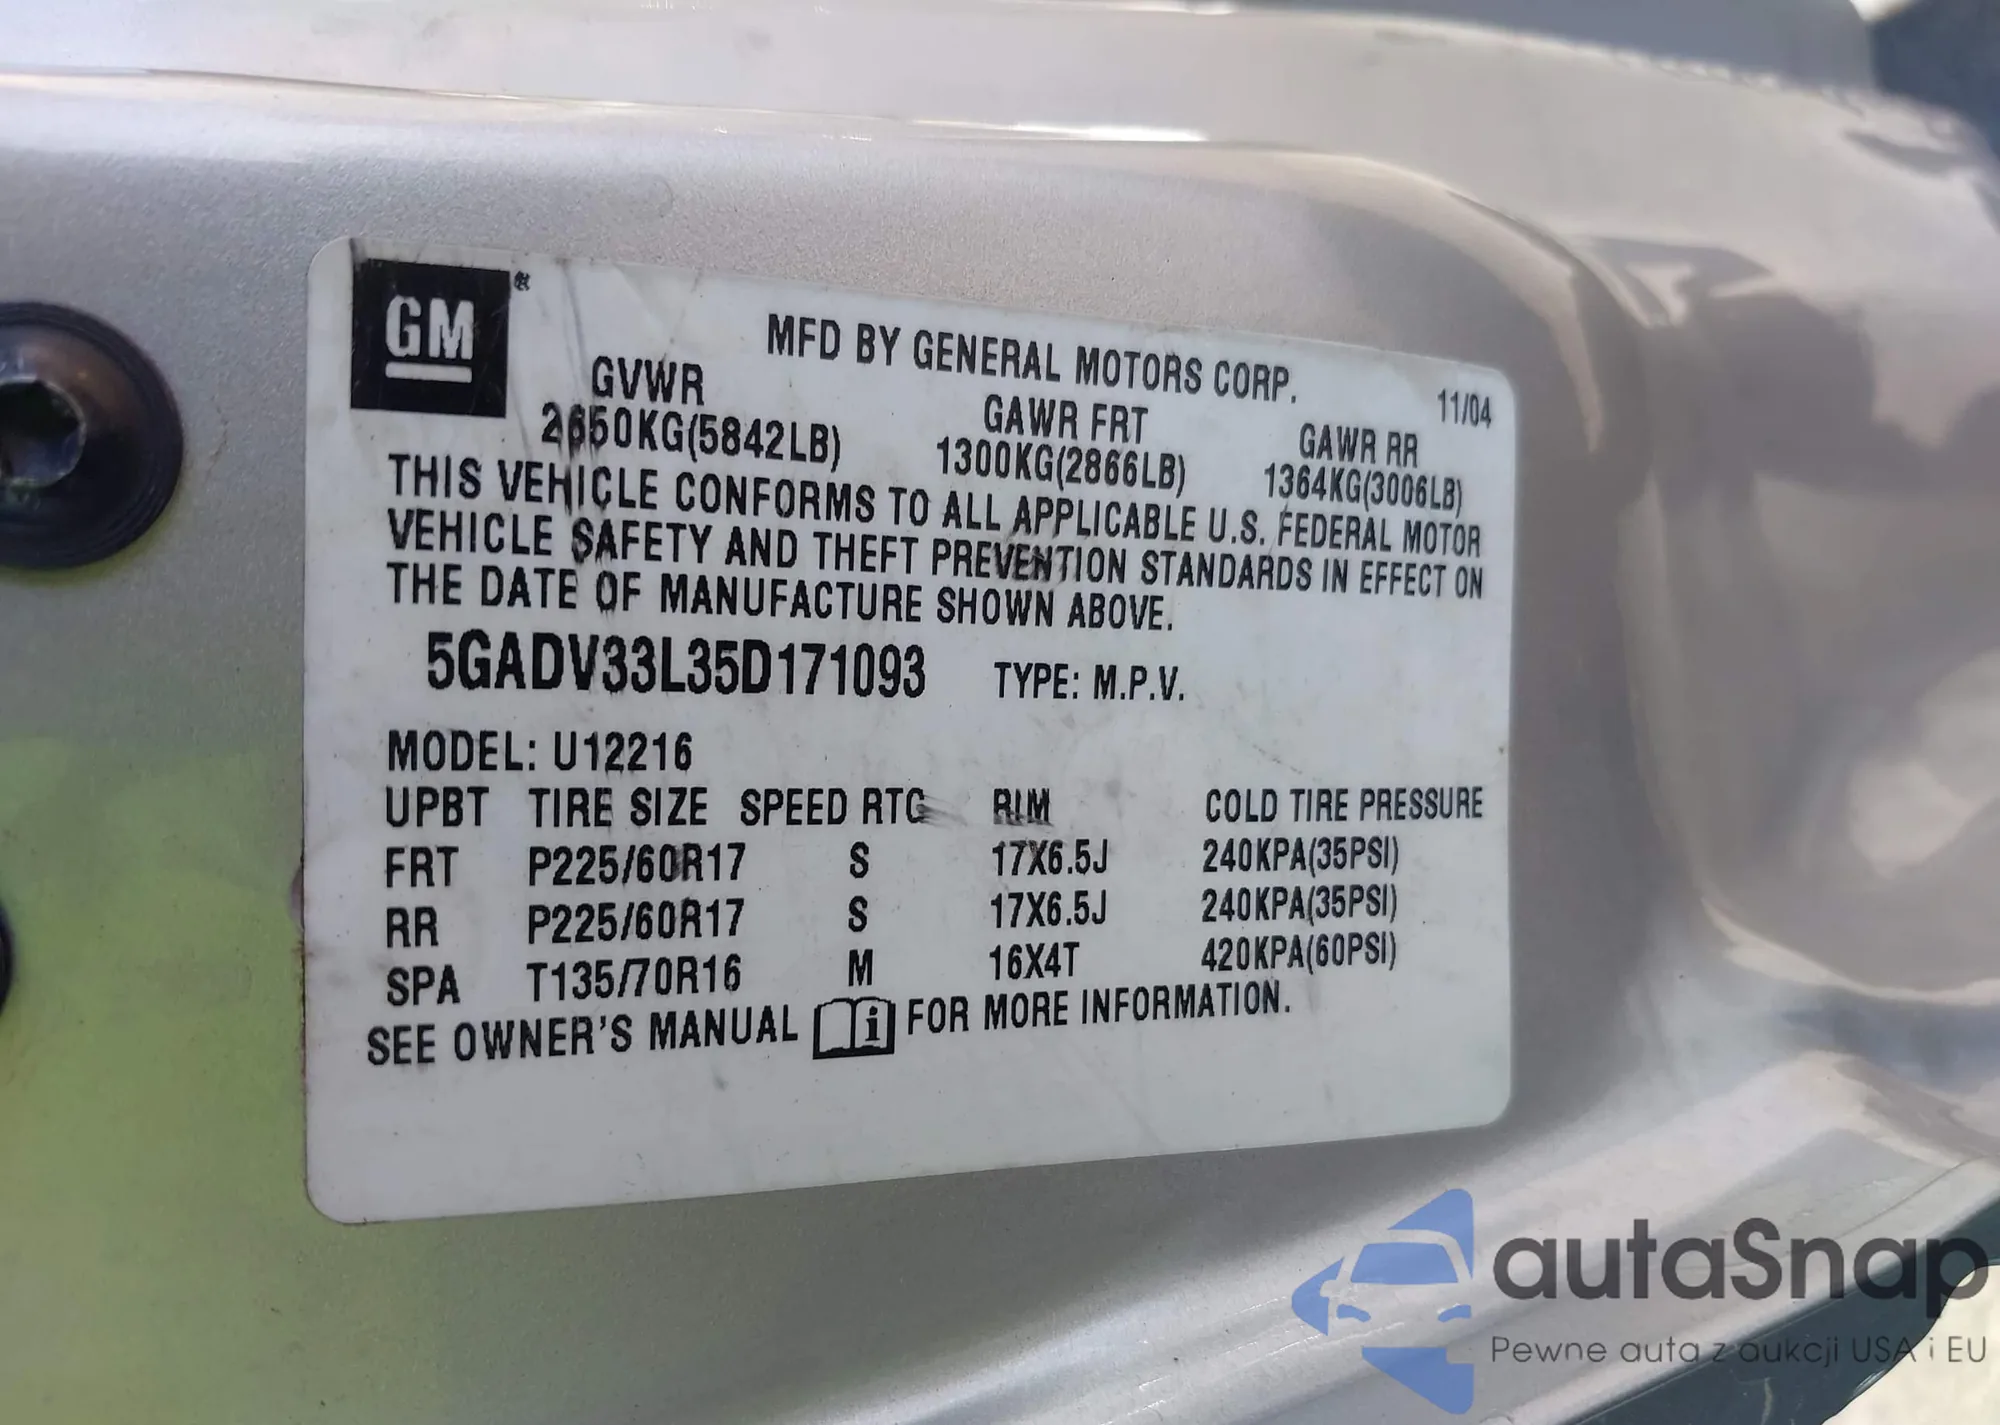 GM®
MFD BY GENERAL MOTORS CORP. 11/04
GVWR GAWR FRT GAWR RR
2650KG(5842LB) 1300KG(2866LB) 1364KG(3006LB)
THIS VEHICLE CONFORMS TO ALL APPLICABLE U.S. FEDERAL MOTOR
VEHICLE SAFETY AND THEFT PREVENTION STANDARDS IN EFFECT ON
THE DATE OF MANUFACTURE SHOWN ABOVE.
5GADV33L35D171093 TYPE: M.P.V.
MODEL: U12216
UPBT TIRE SIZE SPEED RTG RIM COLD TIRE PRESSURE
FRT P225/60R17 S 17X6.5J 240KPA(35PSI)
RR P225/60R17 S 17X6.5J 240KPA(35PSI)
SPA T135/70R16 M 16X4T 420KPA(60PSI)
SEE OWNER'S MANUAL i FOR MORE INFORMATION.
autaSnap
Pewne auta z aukcji USA i EU